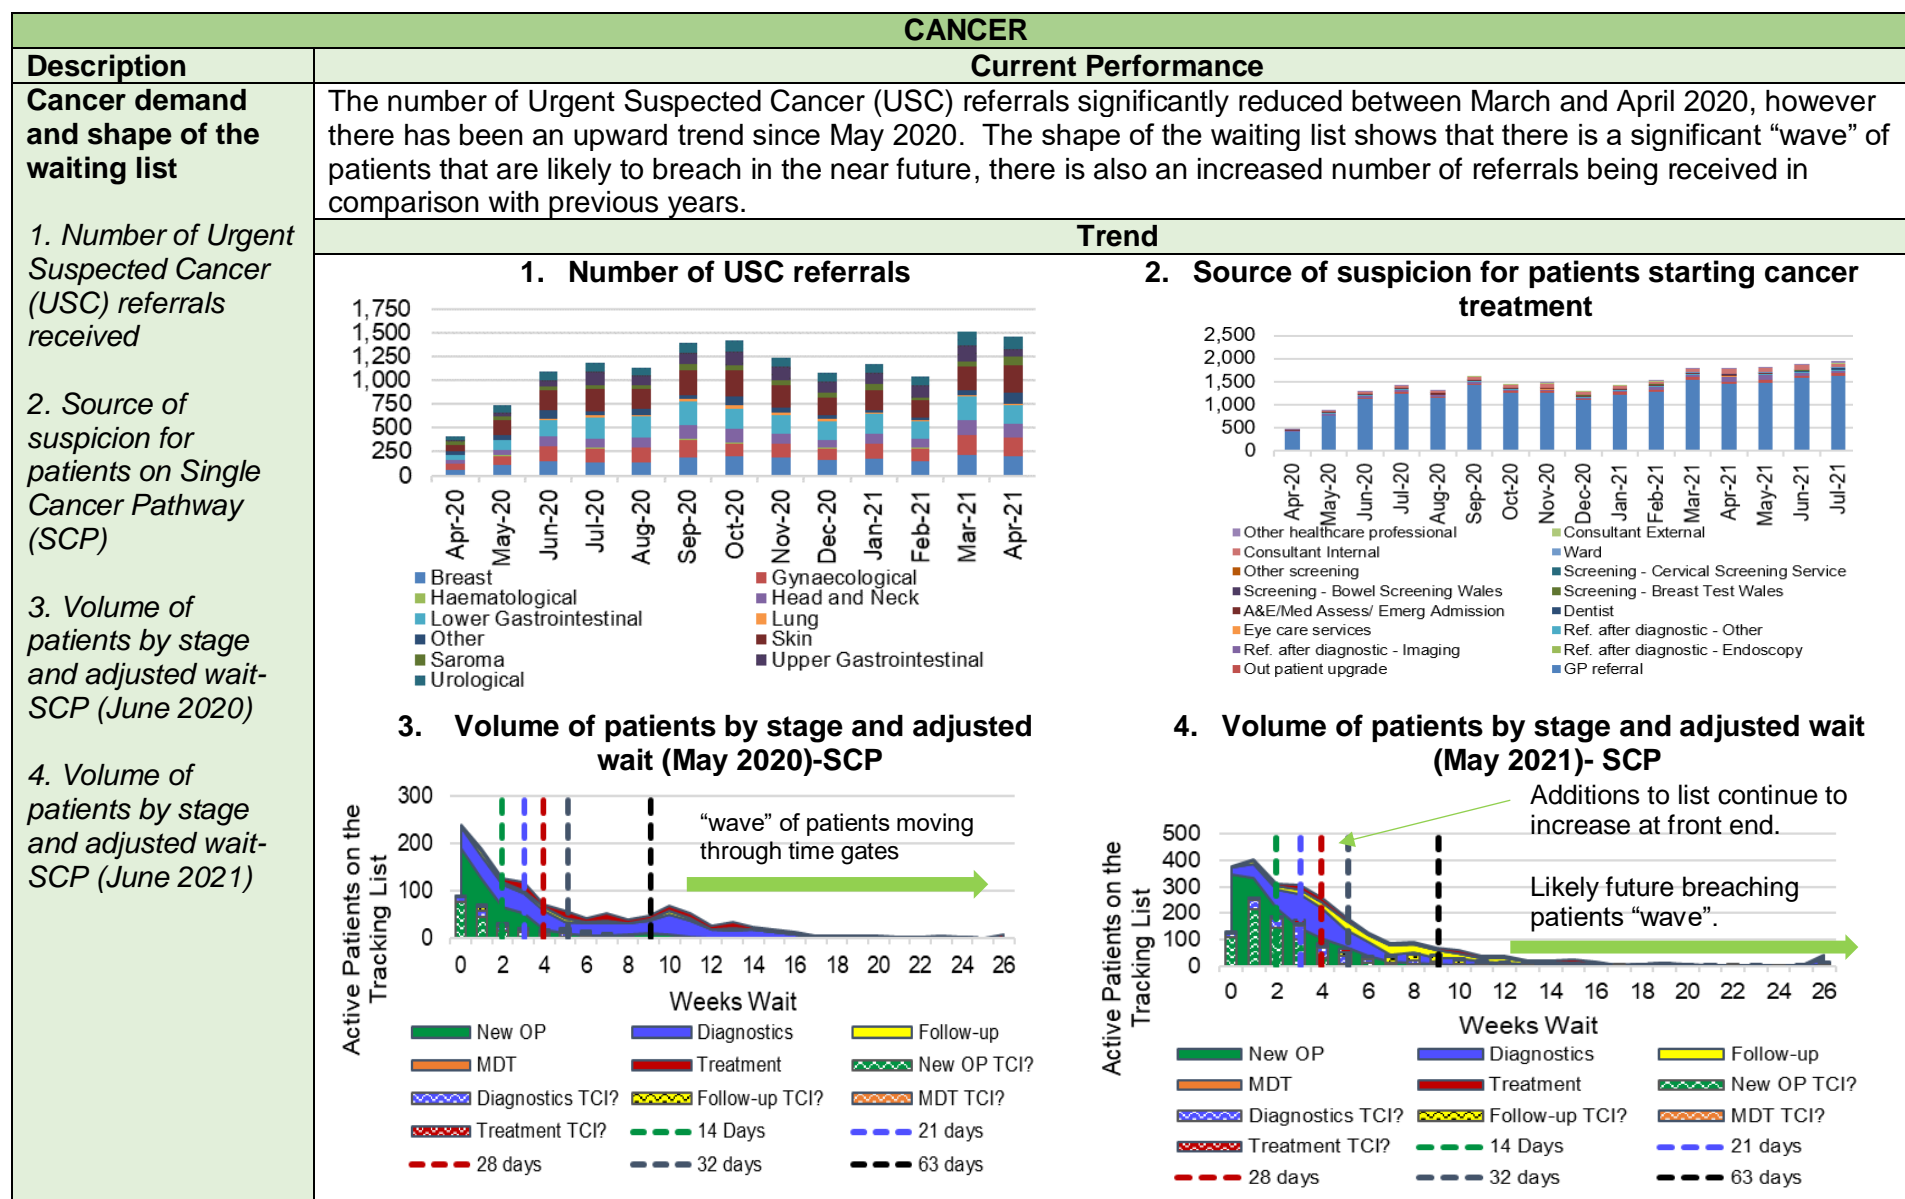 CANCER
Description
Current Performance
Cancer demand
and shape of the
waiting list
1. Number of Urgent
Suspected Cancer
(USC) referrals
received
2. Source of
suspicion for
patients on Single
Cancer Pathway
(SCP)
3. Volume of
patients by stage
and adjusted wait-
SCP (June 2020)
4. Volume of
patients by stage
and adjusted wait-
SCP (June 2021)
The number of Urgent Suspected Cancer (USC) referrals significantly reduced between March and April 2020, however
there has been an upward trend since May 2020. The shape of the waiting list shows that there is a significant “wave” of
patients that are likely to breach in the near future, there is also an increased number of referrals being received in
comparison with previous years.
Trend
1. Number of USC referrals
1,750
1,500
1,250
1,000
750
500
250
0
Apr-20
May-20
Jun-20
Jul-20
Aug-20
Sep-20
Oct-20
Nov-20
Dec-20
Jan-21
Feb-21
Mar-21
Apr-21
Breast
Gynaecological
Haematological
Head and Neck
Lower Gastrointestinal
Lung
Other
Skin
Saroma
Upper Gastrointestinal
Urological
2. Source of suspicion for patients starting cancer
treatment
2,500
2,000
1,500
1,000
500
0
Apr-20
May-20
Jun-20
Jul-20
Aug-20
Sep-20
Oct-20
Nov-20
Dec-20
Jan-21
Feb-21
Mar-21
Apr-21
May-21
Jun-21
Jul-21
Other healthcare professional
Consultant External
Consultant Internal
Ward
Other screening
Screening - Cervical Screening Service
Screening - Bowel Screening Wales
Screening - Breast Test Wales
A&E/Med Assess/ Emerg Admission
Dentist
Eye care services
Ref. after diagnostic - Other
Ref. after diagnostic - Imaging
Ref. after diagnostic - Endoscopy
Out patient upgrade
GP referral
3. Volume of patients by stage and adjusted
wait (May 2020)-SCP
Active Patients on the
Tracking List
300
200
100
0
“wave” of patients moving
through time gates
0 2 4 6 8 10 12 14 16 18 20 22 24 26
Weeks Wait
New OP
Diagnostics
Follow-up
MDT
Treatment
New OP TCI?
Diagnostics TCI?
Follow-up TCI?
MDT TCI?
Treatment TCI?
14 Days
21 days
28 days
32 days
63 days
4. Volume of patients by stage and adjusted wait
(May 2021)- SCP
Active Patients on the
Tracking List
500
400
300
200
100
0
Additions to list continue to
increase at front end.
Likely future breaching
patients “wave”.
0 2 4 6 8 10 12 14 16 18 20 22 24 26
Weeks Wait
New OP
Diagnostics
Follow-up
MDT
Treatment
New OP TCI?
Diagnostics TCI?
Follow-up TCI?
MDT TCI?
Treatment TCI?
14 Days
21 days
28 days
32 days
63 days